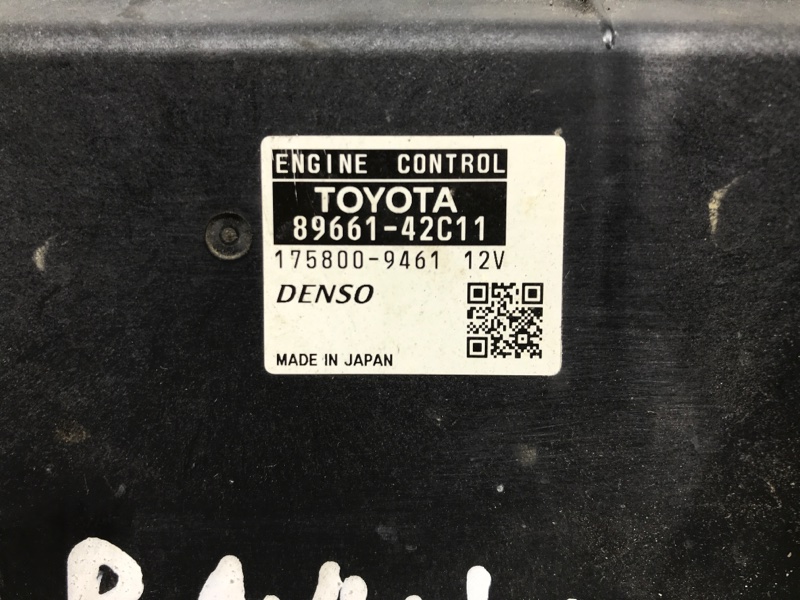 ENGINE CONTROL
TOYOTA
89661-42C11
175800-9461 12V
DENSO
MADE IN JAPAN